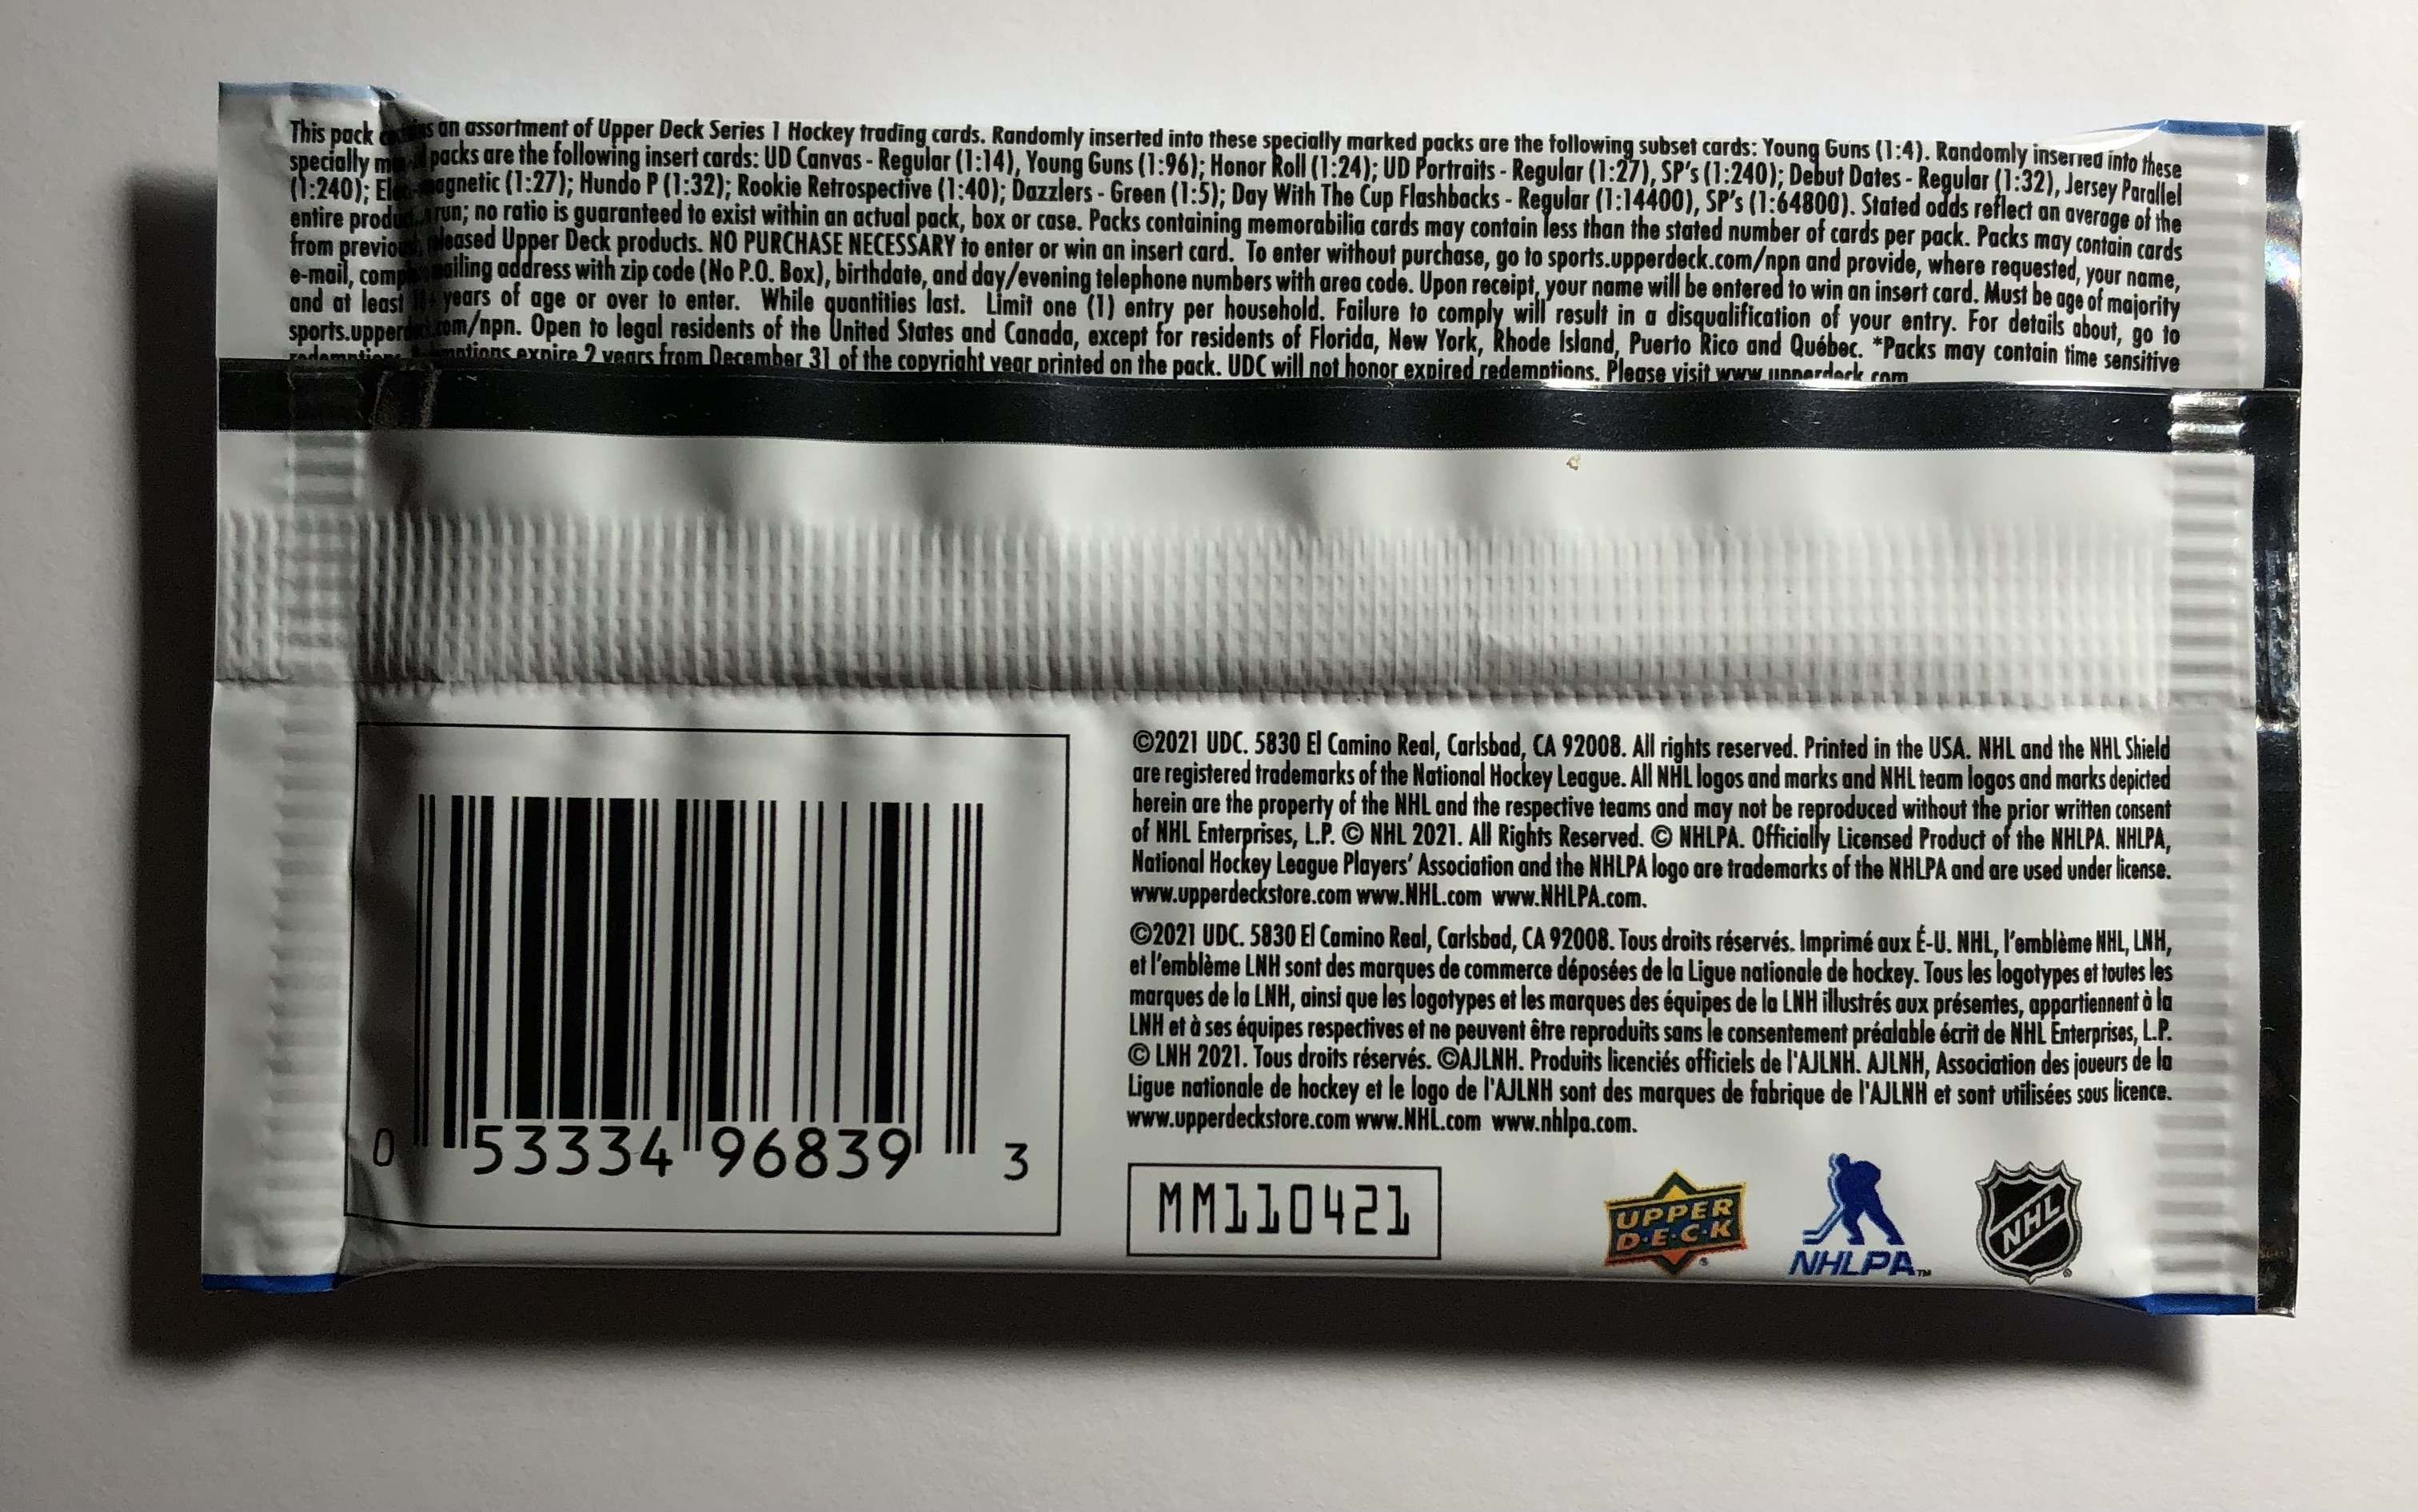 This pack an assortment of Upper Deck Series 1 Hockey trading cards. Randomly inserted into these specially marked packs are the following subset cards: Young Guns (1:4). Randomly inserted into these
specially packs are the following insert cards: UD Canvas - Regular (1:14), Young Guns (1:96); Honor Roll (1:24); UD Portraits - Regular (1:27), SP's (1:240); Debut Dates - Regular (1:32), Jersey Parallel
(1:240); Hundo P (1:32); Rookie Retrospective (1:40); Dazzlers - Green (1:5); Day With The Cup Flashbacks - Regular (1:14400), SP's (1:64800). Stated odds reflect an average of the
entire run; no ratio is guaranteed to exist within an actual pack, box or case. Packs containing memorabilia cards may contain less than the stated number of cards per pack. Packs may contain cards
from Upper Deck products. NO PURCHASE NECESSARY to enter or win an insert card. To enter without purchase, go to sports.upperdeck.com/npn and provide, where requested, your name,
e-mail, address with zip code (No P.O. Box), birthdate, and day/evening telephone numbers with area code. Upon receipt, your name will be entered to win an insert card. Must be age of majority
and at least years of age or over to enter. While quantities last. Limit one (1) entry per household. Failure to comply will result in a disqualification of your entry. For details about, go to
Open to legal residents of the United States and Canada, except for residents of Florida, New York, Rhode Island, Puerto Rico and Québec. *Packs may contain time sensitive
expire 2 years from December 31 of the copyright year printed on the pack. UDC will not honor expired redemptions. Please visit www.upperdeck.com
©2021 UDC. 5830 El Camino Real, Carlsbad, CA 92008. All rights reserved. Printed in the USA. NHL and the NHL Shield
are registered trademarks of the National Hockey League. All NHL logos and marks and NHL team logos and marks depicted
herein are the property of the NHL and the respective teams and may not be reproduced without the prior written consent
of NHL Enterprises, L.P. © NHL 2021. All Rights Reserved. © NHLPA. Officially Licensed Product of the NHLPA. NHLPA,
National Hockey League Players' Association and the NHLPA logo are trademarks of the NHLPA and are used under license.
www.upperdeckstore.com www.NHL.com www.NHLPA.com.
©2021 UDC. 5830 El Camino Real, Carlsbad, CA 92008. Tous droits réservés. Imprimé aux É-U. NHL, l'emblème NHL, LNH,
et l'emblème LNH sont des marques de commerce déposées de la Ligue nationale de hockey. Tous les logotypes et toutes les
marques de la LNH, ainsi que les logotypes et les marques des équipes de la LNH illustrés aux présentes, appartiennent à la
LNH et à ses équipes respectives et ne peuvent être reproduits sans le consentement préalable écrit de NHL Enterprises, L.P.
© LNH 2021. Tous droits réservés. ©AJLNH. Produits licenciés officiels de l'AJLNH. AJLNH, Association des joueurs de la
Ligue nationale de hockey et le logo de l'AJLNH sont des marques de fabrique de l'AJLNH et sont utilisées sous licence.
www.upperdeckstore.com www.NHL.com www.nhlpa.com.
0 53334 96839 3
MM110421
UPPER
D·E·C·K
NHLPA™
NHL